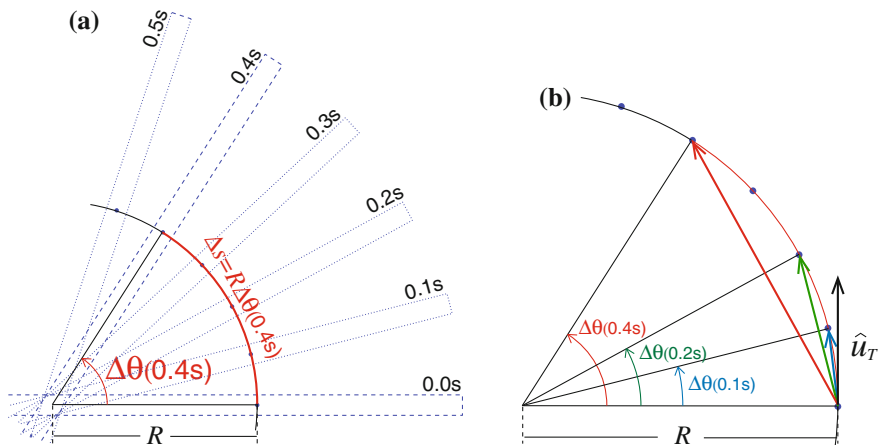 (a)
0.5s
0.4s
0.3s
0.2s
0.1s
0.0s
Δs=RΔθ(0.4s)
Δθ(0.4s)
R
(b)
Δθ(0.4s)
Δθ(0.2s)
Δθ(0.1s)
û_T
R